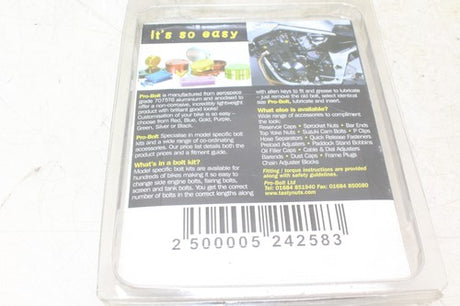 It's so easy
Pro-Bolt is manufactured from aerospace
grade 7075T6 aluminium and anodised to
offer a non-corrosive, incredibly lightweight
product with brilliant good looks!
Customisation of your bike is so easy -
choose from Red, Blue, Gold, Purple,
Green, Silver or Black.
Pro-Bolt Specialise in model specific bolt
kits and a wide range of co-ordinating
accessories. Our price list details both the
product prices and a fitment guide.
What's in a bolt kit?
Model specific bolt kits are available for
hundreds of bikes making it so easy to
change side engine bolts, fairing bolts,
screen and tank bolts. You get the correct
number of bolts in the correct lengths along
with allen keys to fit and grease to lubricate
- just remove the old bolt, select identical
size Pro-Bolt, lubricate and insert.
What else is available?
Wide range of accessories to compliment
the look:
Reservoir Caps • Sprocket Nuts • Bar Ends
Top Yoke Nuts • Suzuki Cam Bolts • P Clips
Hose Separators • Quick Release Fasteners
Preload Adjusters • Paddock Stand Bobbins
Oil Filler Caps • Cable & Dial Adjusters
Barends • Dust Caps • Frame Plugs
Chain Adjuster Blocks
Fitting / torque instructions are provided
along with safety guidelines.
Pro-Bolt Ltd
Tel: 01684 851940 Fax: 01684 850080
www.tastynuts.com
2 500005 242583